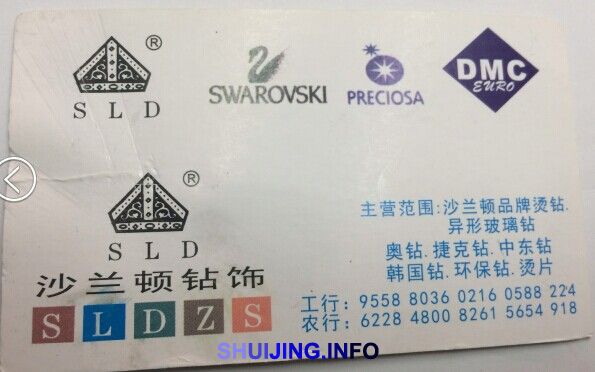 ®
SLD
SWAROVSKI
PRECIOSA
DMC
EURO
®
SLD
沙兰顿钻饰
SLDZS
主营范围:沙兰顿品牌烫钻.
异形玻璃钻
奥钻.捷克钻.中东钻
韩国钻.环保钻.烫片
工行: 9558 8036 0216 0588 224
农行: 6228 4800 8261 5654 918
SHUIJING.INFO